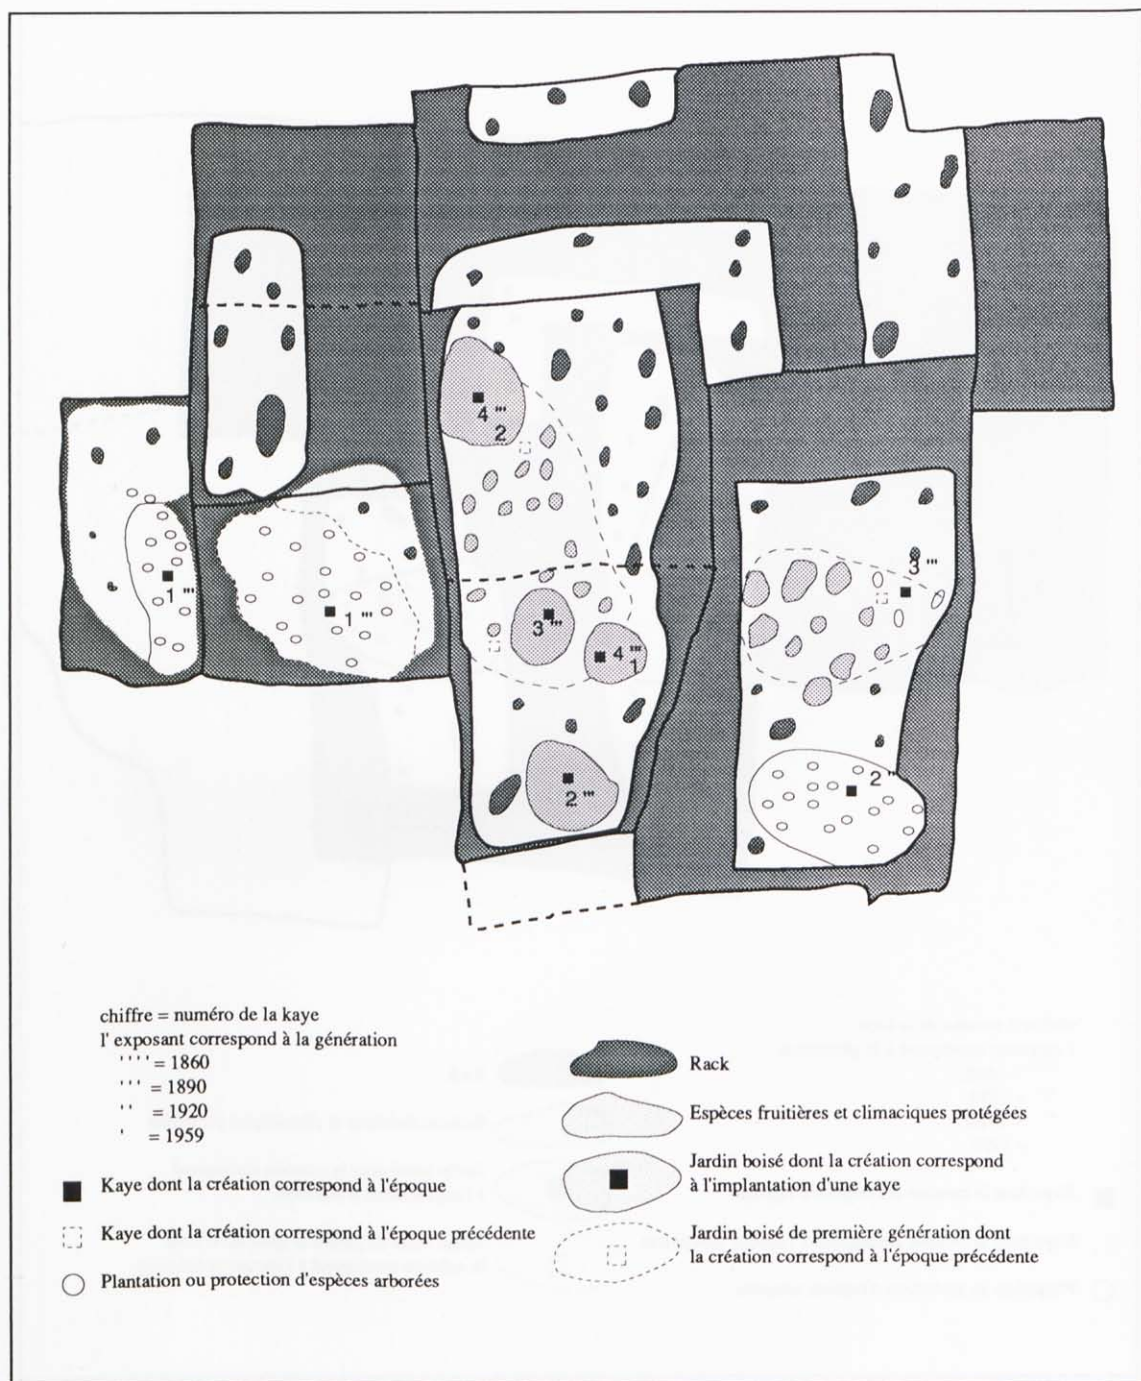 4 '''
2
3 '''
1 '''
1 '''
3 '''
4 '''
1
2 '''
2 '''
chiffre = numéro de la kaye
l' exposant correspond à la génération
' ' ' ' = 1860
' ' ' = 1890
' ' = 1920
' = 1959
Kaye dont la création correspond à l'époque
Kaye dont la création correspond à l'époque précédente
Plantation ou protection d'espèces arborées
Rack
Espèces fruitières et climaciques protégées
Jardin boisé dont la création correspond
à l'implantation d'une kaye
Jardin boisé de première génération dont
la création correspond à l'époque précédente